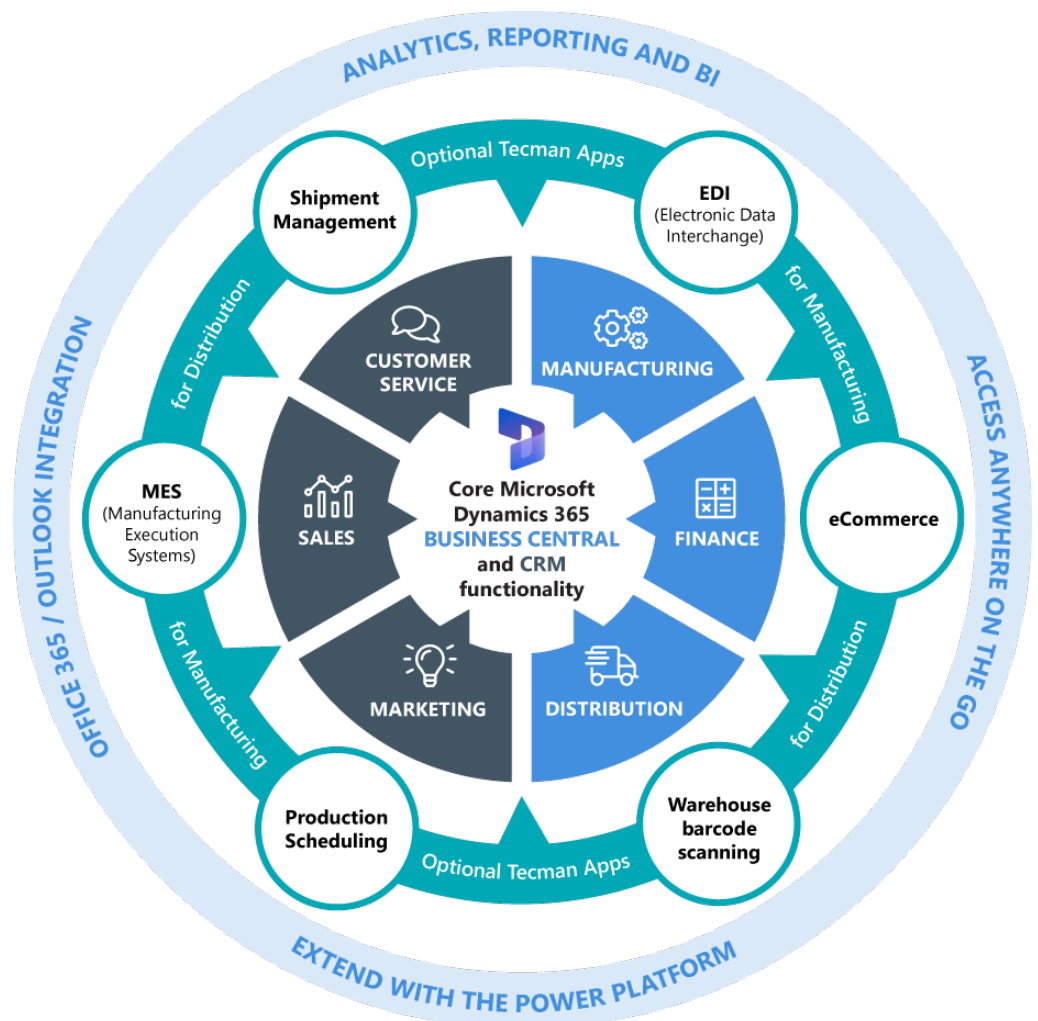 ANALYTICS, REPORTING AND BI
Optional Tecman Apps
Shipment
Management
EDI
(Electronic Data
Interchange)
for Distribution
for Manufacturing
OFFICE 365 / OUTLOOK INTEGRATION
ACCESS ANYWHERE ON THE GO
CUSTOMER
SERVICE
MANUFACTURING
MES
(Manufacturing
Execution
Systems)
SALES
Core Microsoft
Dynamics 365
BUSINESS CENTRAL
and CRM
functionality
FINANCE
eCommerce
for Manufacturing
for Distribution
MARKETING
DISTRIBUTION
Production
Scheduling
Warehouse
barcode
scanning
Optional Tecman Apps
EXTEND WITH THE POWER PLATFORM